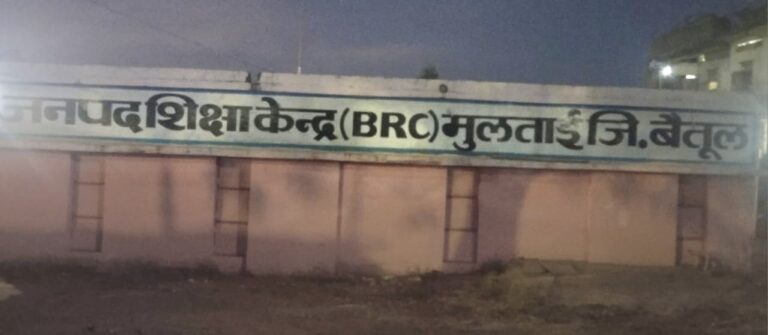 जनपद शिक्षा केन्द्र (BRC) मुलताई जि. बैतूल